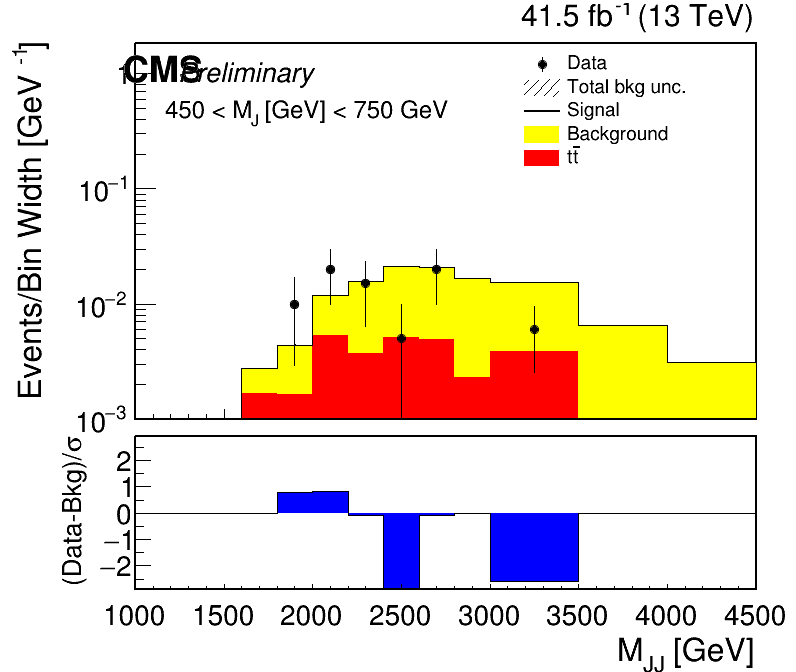 41.5 fb⁻¹ (13 TeV)
CMS Preliminary
450 < M_J [GeV] < 750 GeV
Data
Total bkg unc.
Signal
Background
tt̄
Events/Bin Width [GeV⁻¹]
1
10⁻¹
10⁻²
10⁻³
(Data-Bkg)/σ
2
1
0
−1
−2
1000 1500 2000 2500 3000 3500 4000 4500
M_JJ [GeV]